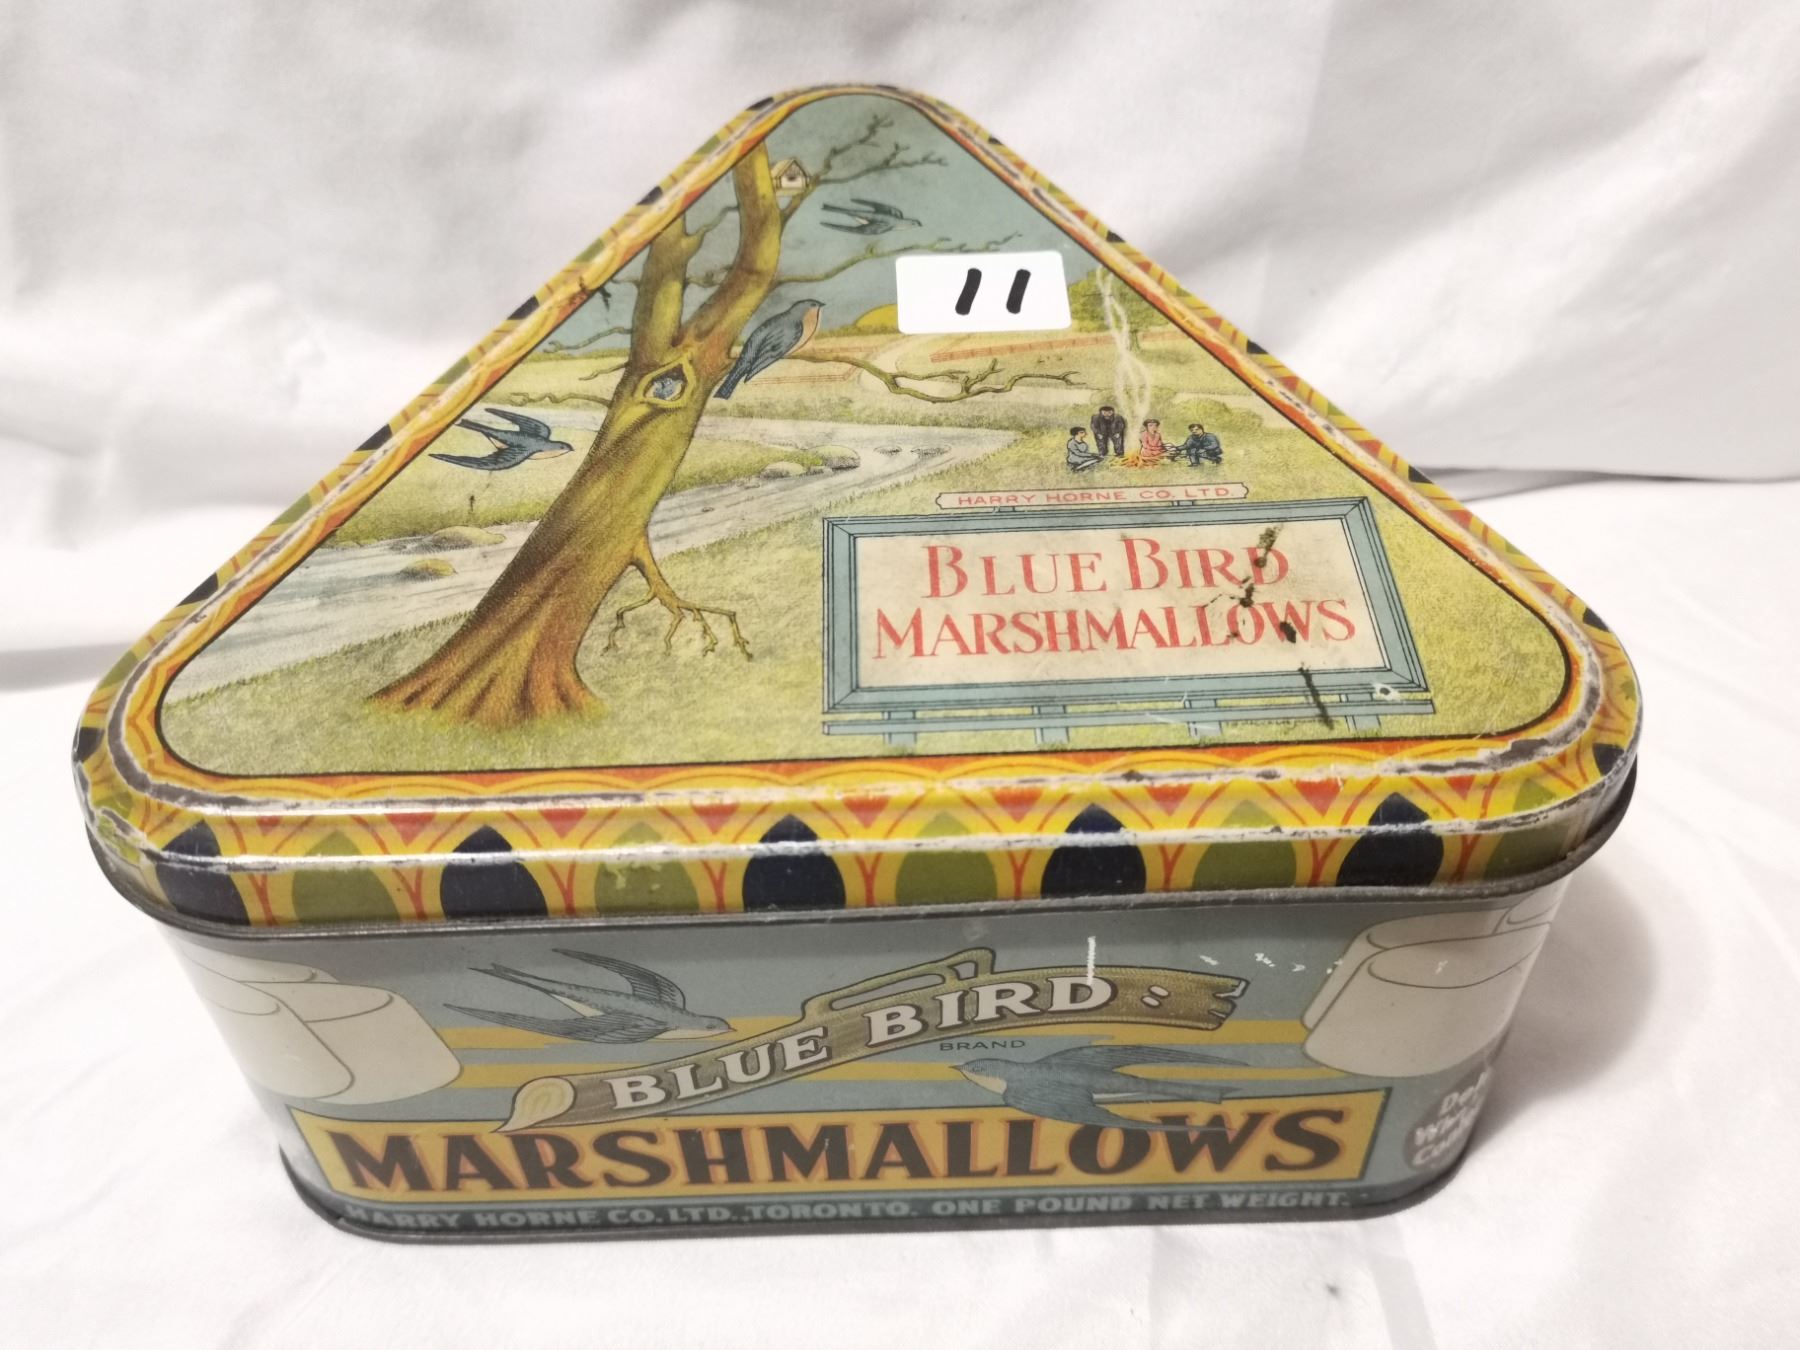 11
HARRY HORNE CO. LTD.
BLUE BIRD
MARSHMALLOWS
BLUE BIRD
BRAND
MARSHMALLOWS
HARRY HORNE CO. LTD., TORONTO. ONE POUND NET WEIGHT.